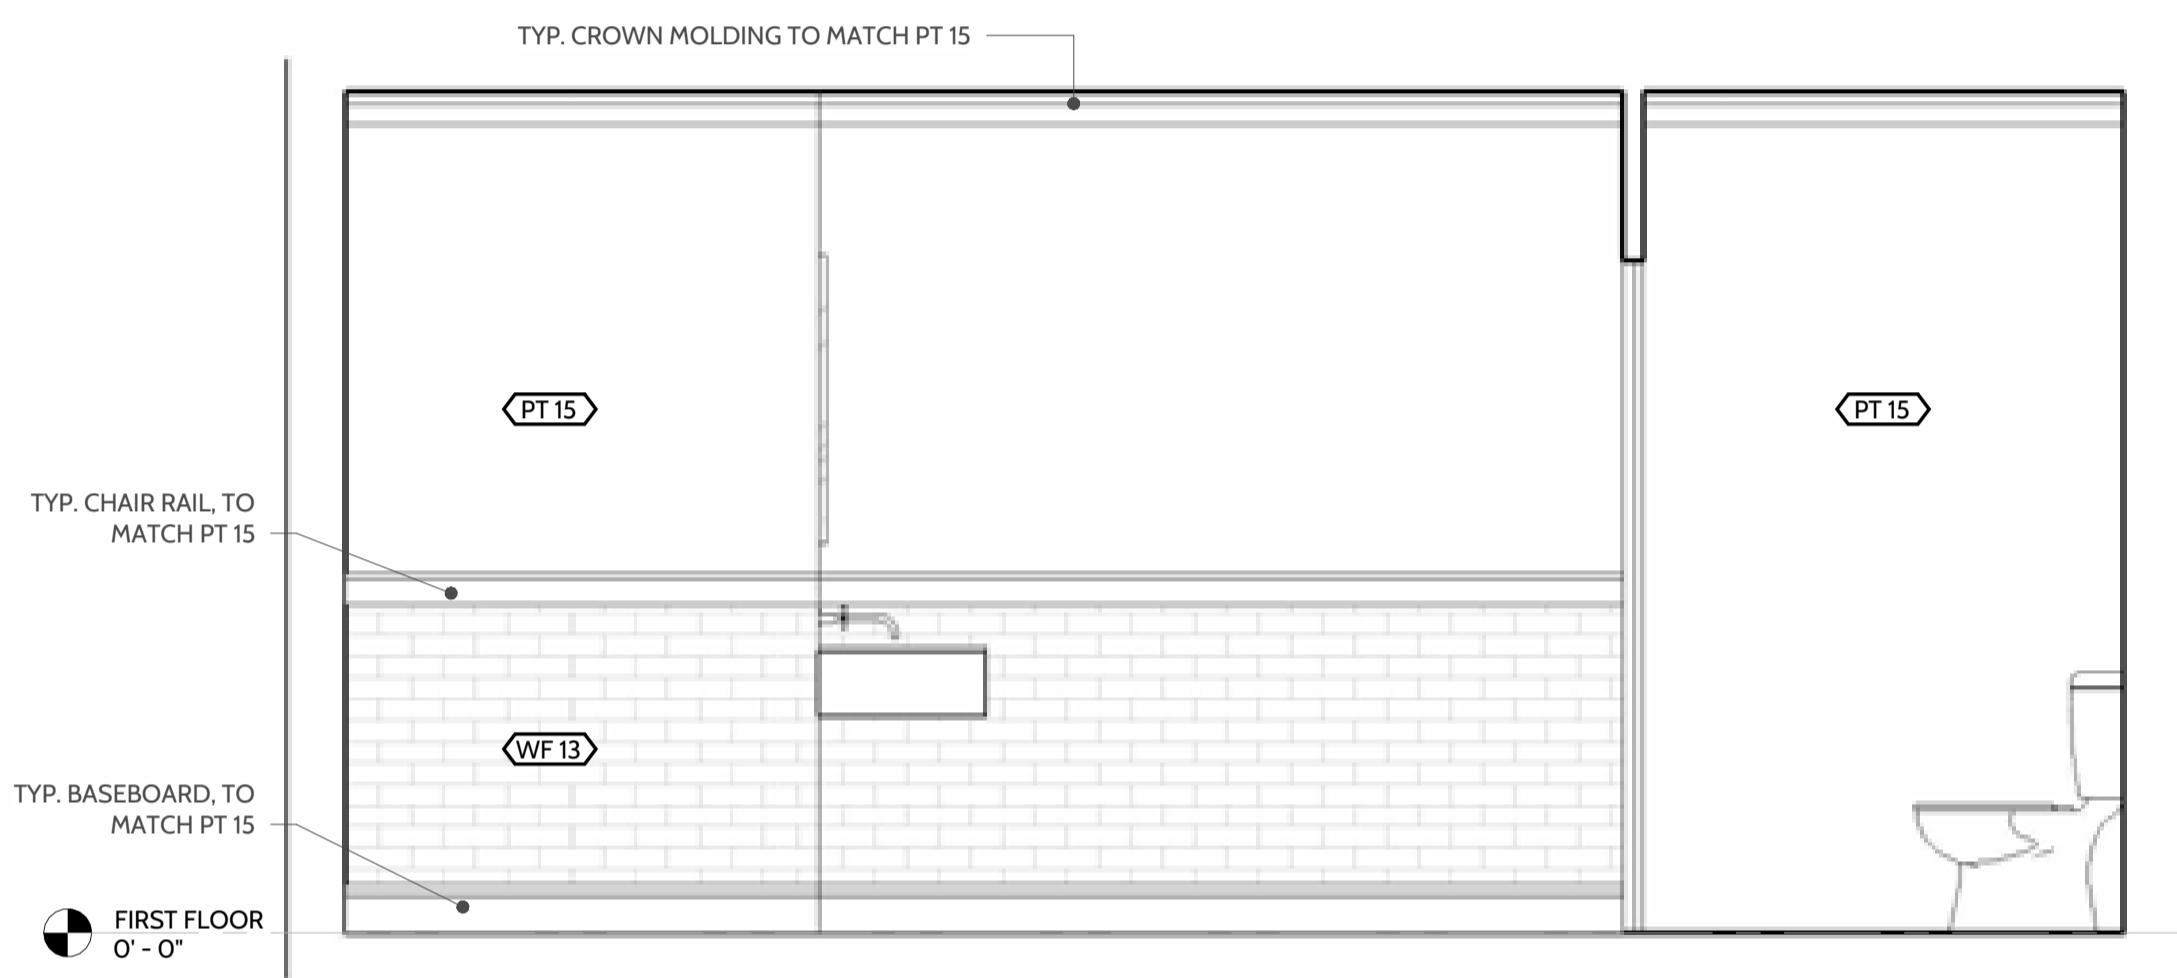 TYP. CROWN MOLDING TO MATCH PT 15
PT 15
PT 15
TYP. CHAIR RAIL, TO
MATCH PT 15
WF 13
TYP. BASEBOARD, TO
MATCH PT 15
FIRST FLOOR
0' - 0"